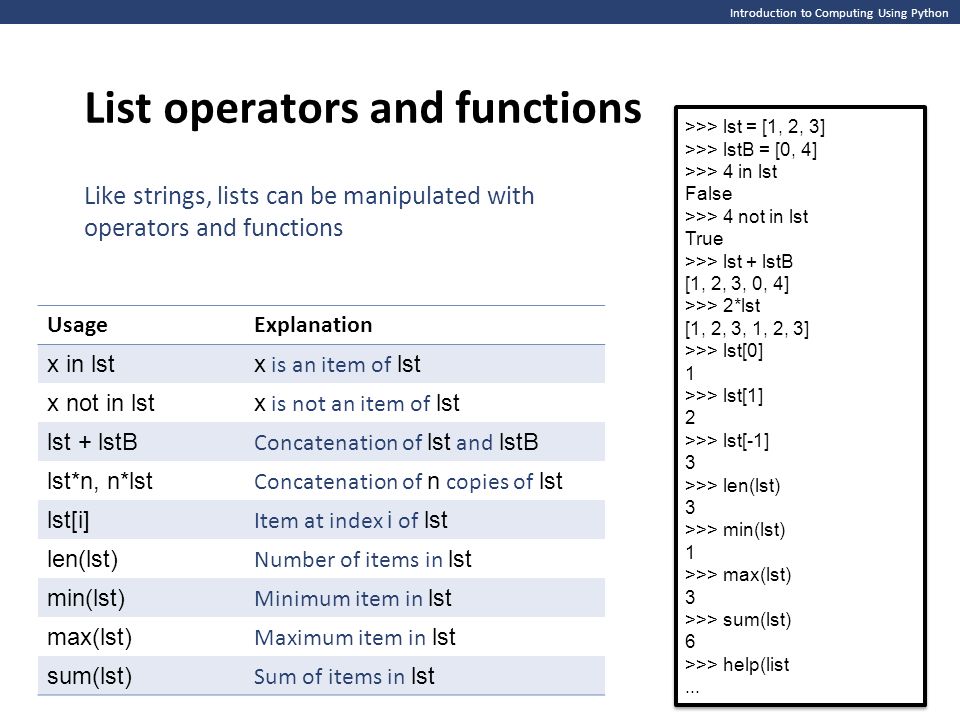 Introduction to Computing Using Python
List operators and functions
Like strings, lists can be manipulated with
operators and functions
Usage Explanation
x in lst x is an item of lst
x not in lst x is not an item of lst
lst + lstB Concatenation of lst and lstB
lst*n, n*lst Concatenation of n copies of lst
lst[i] Item at index i of lst
len(lst) Number of items in lst
min(lst) Minimum item in lst
max(lst) Maximum item in lst
sum(lst) Sum of items in lst
>>> lst = [1, 2, 3]
>>> lstB = [0, 4]
>>> 4 in lst
False
>>> 4 not in lst
True
>>> lst + lstB
[1, 2, 3, 0, 4]
>>> 2*lst
[1, 2, 3, 1, 2, 3]
>>> lst[0]
1
>>> lst[1]
2
>>> lst[-1]
3
>>> len(lst)
3
>>> min(lst)
1
>>> max(lst)
3
>>> sum(lst)
6
>>> help(list
...